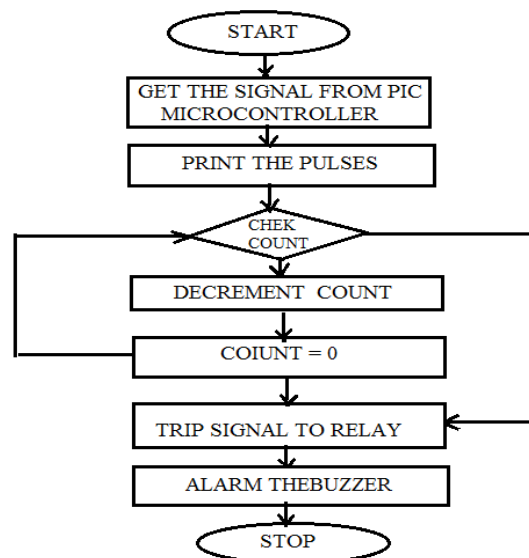 START
GET THE SIGNAL FROM PIC
MICROCONTROLLER
PRINT THE PULSES
CHEK
COUNT
DECREMENT COUNT
COIUNT = 0
TRIP SIGNAL TO RELAY
ALARM THEBUZZER
STOP